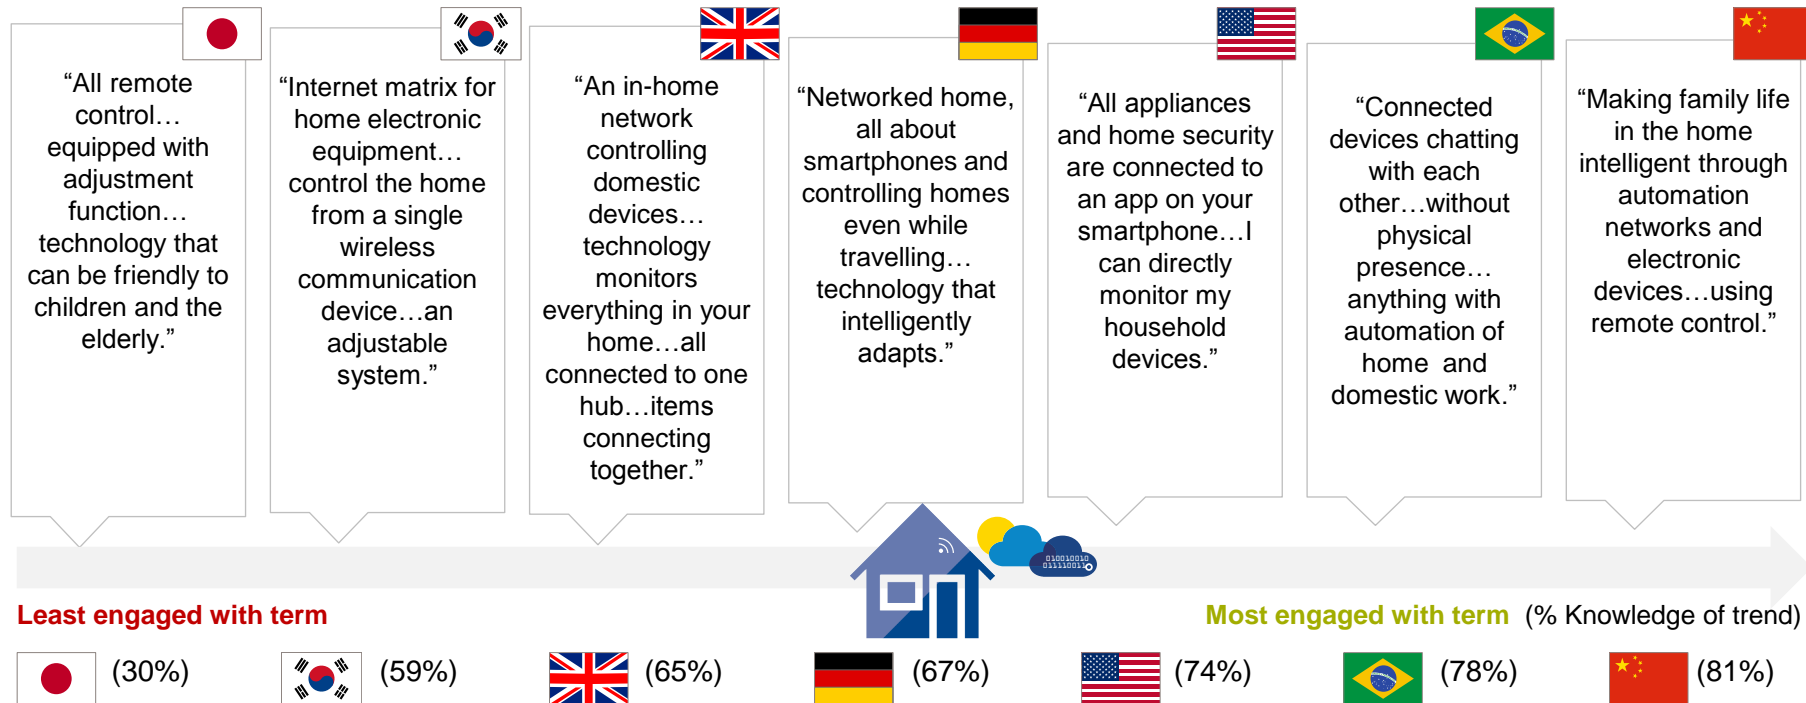 “All remote
control…
equipped with
adjustment
function…
technology that
can be friendly to
children and the
elderly.”
“Internet matrix for
home electronic
equipment…
control the home
from a single
wireless
communication
device…an
adjustable
system.”
“An in-home
network
controlling
domestic
devices…
technology
monitors
everything in your
home…all
connected to one
hub…items
connecting
together.”
“Networked home,
all about
smartphones and
controlling homes
even while
travelling…
technology that
intelligently
adapts.”
“All appliances
and home security
are connected to
an app on your
smartphone…I
can directly
monitor my
household
devices.”
“Connected
devices chatting
with each
other…without
physical
presence…
anything with
automation of
home  and
domestic work.”
“Making family life
in the home
intelligent through
automation
networks and
electronic
devices…using
remote control.”
010010010
011110011
Least engaged with term
Most engaged with term (% Knowledge of trend)
(30%) (59%) (65%) (67%) (74%) (78%) (81%)